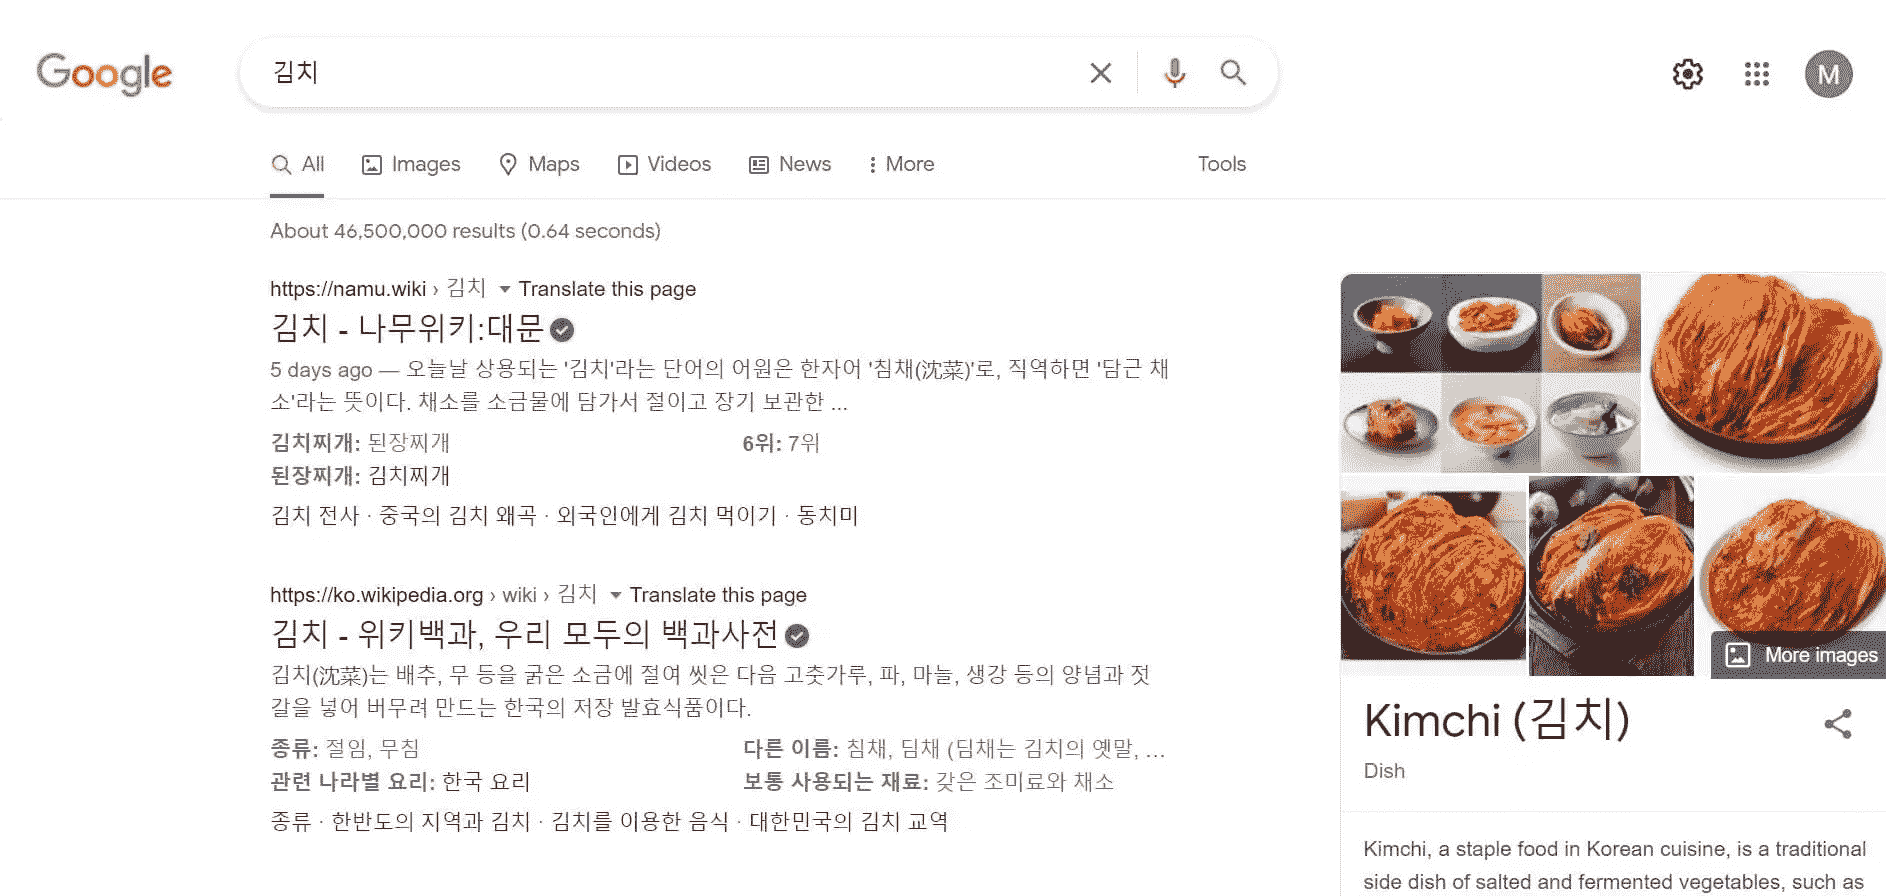 Google
김치
M
All
Images
Maps
Videos
News
More
Tools
About 46,500,000 results (0.64 seconds)
https://namu.wiki › 김치 ▼ Translate this page
김치 - 나무위키:대문
5 days ago — 오늘날 상용되는 '김치'라는 단어의 어원은 한자어 '침채(沈菜)'로, 직역하면 '담근 채
소'라는 뜻이다. 채소를 소금물에 담가서 절이고 장기 보관한 ...
김치찌개: 된장찌개
6위: 7위
된장찌개: 김치찌개
김치 전사 · 중국의 김치 왜곡 · 외국인에게 김치 먹이기 · 동치미
https://ko.wikipedia.org › wiki › 김치 ▼ Translate this page
김치 - 위키백과, 우리 모두의 백과사전
김치(沈菜)는 배추, 무 등을 굵은 소금에 절여 씻은 다음 고춧가루, 파, 마늘, 생강 등의 양념과 젓
갈을 넣어 버무려 만드는 한국의 저장 발효식품이다.
종류: 절임, 무침
다른 이름: 침채, 딤채 (딤채는 김치의 옛말, ...
관련 나라별 요리: 한국 요리
보통 사용되는 재료: 갖은 조미료와 채소
종류 · 한반도의 지역과 김치 · 김치를 이용한 음식 · 대한민국의 김치 교역
More images
Kimchi (김치)
Dish
Kimchi, a staple food in Korean cuisine, is a traditional
side dish of salted and fermented vegetables, such as